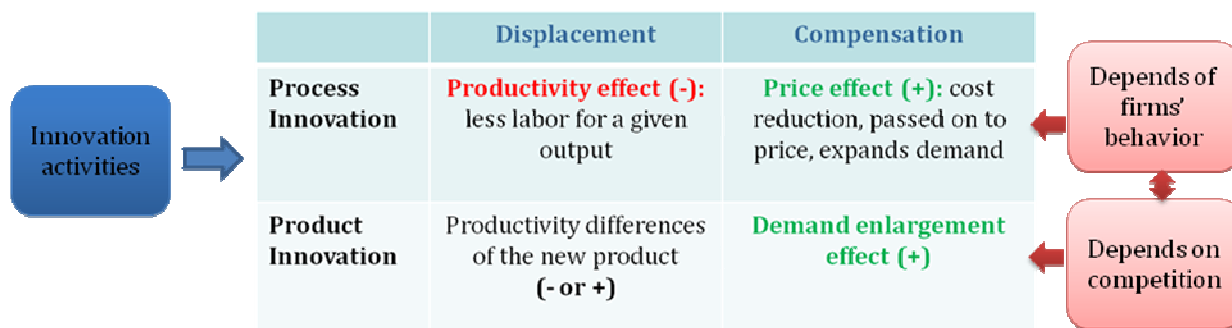 Innovation
activities
Displacement
Compensation
Process
Innovation
Productivity effect (-):
less labor for a given
output
Price effect (+): cost
reduction, passed on to
price, expands demand
Product
Innovation
Productivity differences
of the new product
(- or +)
Demand enlargement
effect (+)
Depends of
firms'
behavior
Depends on
competition